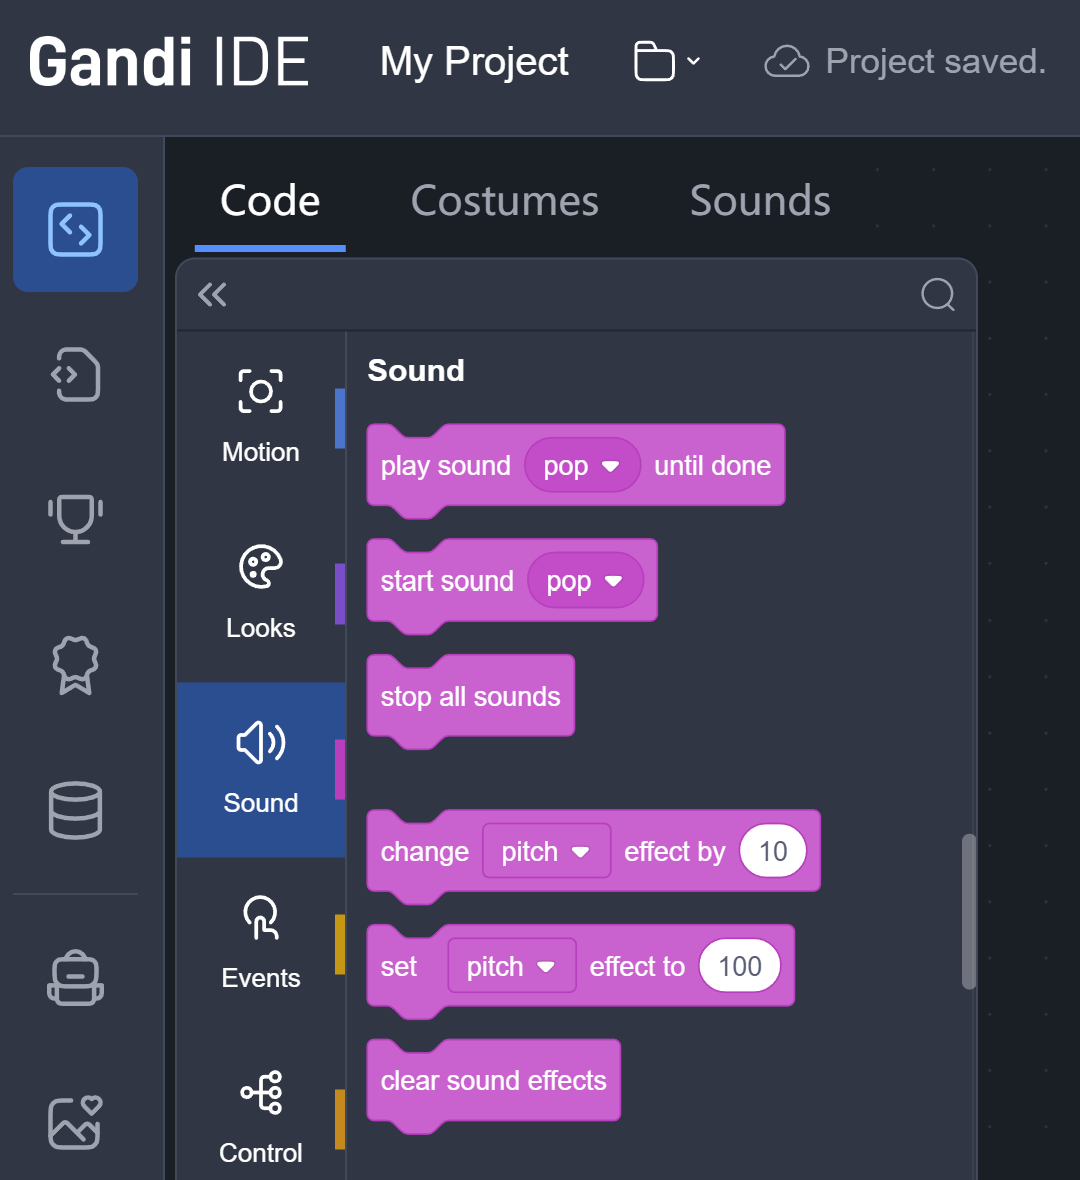 Gandi IDE My Project Project saved.
Code Costumes Sounds
Motion
Looks
Sound
Events
Control
Sound
play sound pop until done
start sound pop
stop all sounds
change pitch effect by 10
set pitch effect to 100
clear sound effects